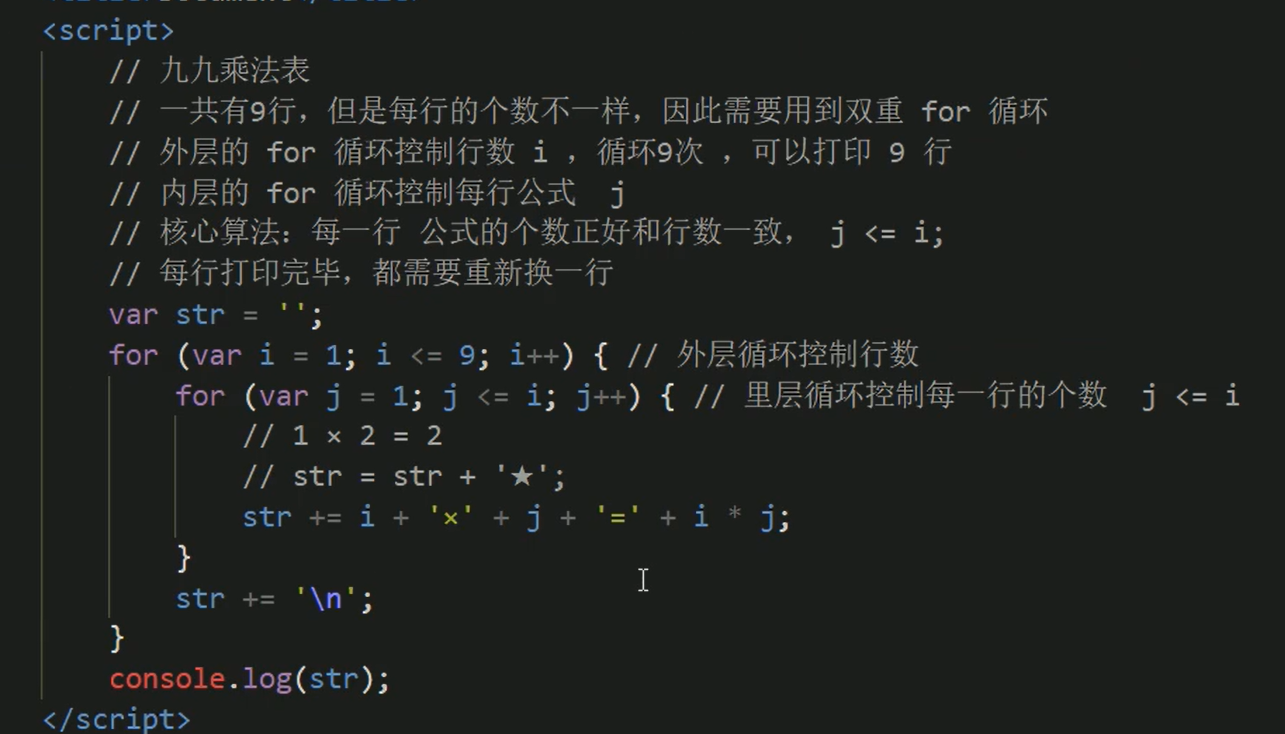 <script>
// 九九乘法表
// 一共有9行，但是每行的个数不一样，因此需要用到双重 for 循环
// 外层的 for 循环控制行数 i ，循环9次 ，可以打印 9 行
// 内层的 for 循环控制每行公式  j
// 核心算法：每一行 公式的个数正好和行数一致， j <= i;
// 每行打印完毕，都需要重新换一行
var str = '';
for (var i = 1; i <= 9; i++) { // 外层循环控制行数
for (var j = 1; j <= i; j++) { // 里层循环控制每一行的个数  j <= i
// 1 × 2 = 2
// str = str + '★';
str += i + '×' + j + '=' + i * j;
}
str += '\n';
}
console.log(str);
</script>